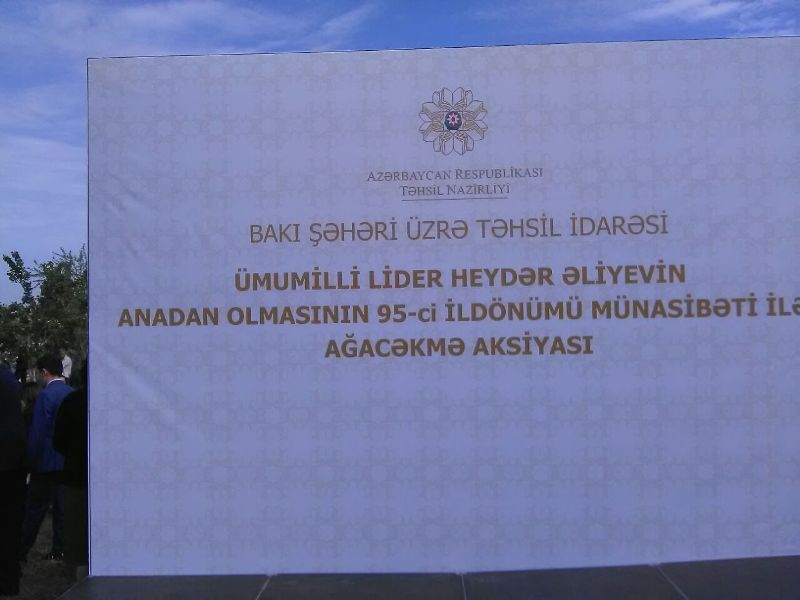 AZƏRBAYCAN RESPUBLİKASI
TƏHSİL NAZİRLİYİ
BAKI ŞƏHƏRİ ÜZRƏ TƏHSİL İDARƏSİ
ÜMUMİLLİ LİDER HEYDƏR ƏLİYEVİN
ANADAN OLMASININ 95-ci İLDÖNÜMÜ MÜNASİBƏTİ İLƏ
AĞACƏKMƏ AKSİYASI